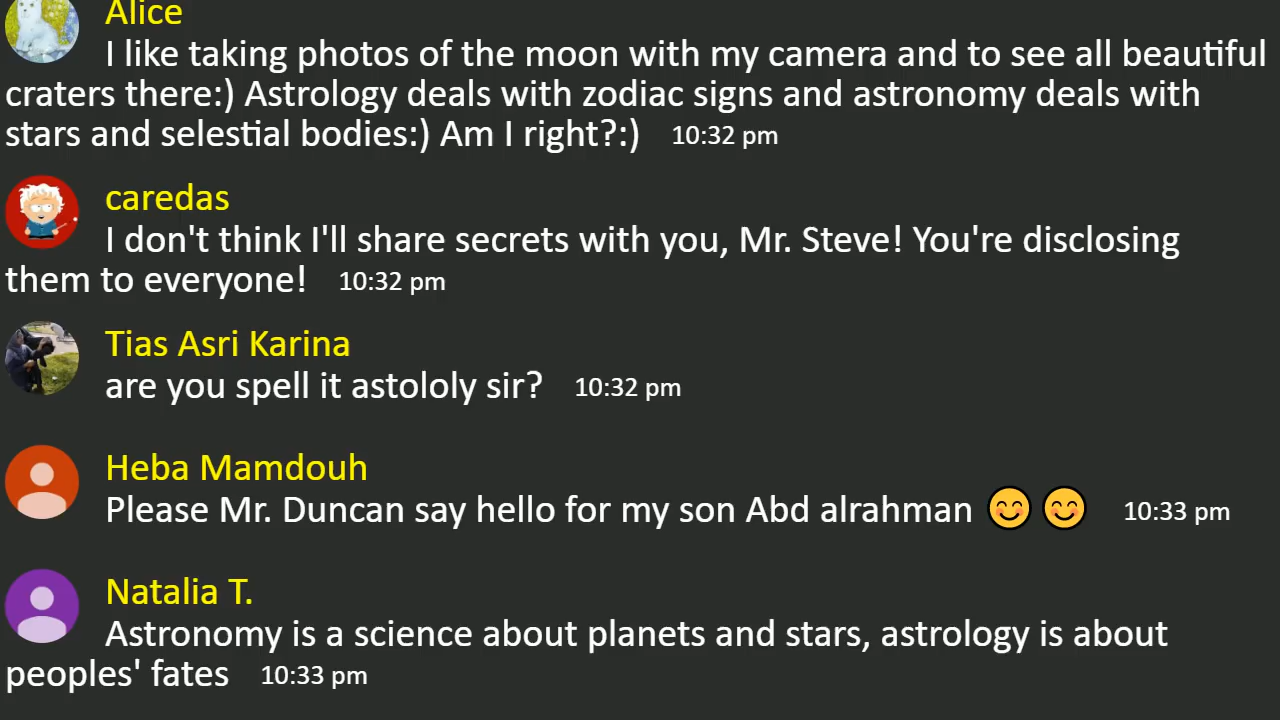 Alice
I like taking photos of the moon with my camera and to see all beautiful
craters there:) Astrology deals with zodiac signs and astronomy deals with
stars and selestial bodies:) Am I right?:) 10:32 pm
caredas
I don't think I'll share secrets with you, Mr. Steve! You're disclosing
them to everyone! 10:32 pm
Tias Asri Karina
are you spell it astololy sir? 10:32 pm
Heba Mamdouh
Please Mr. Duncan say hello for my son Abd alrahman 😊😊 10:33 pm
Natalia T.
Astronomy is a science about planets and stars, astrology is about
peoples' fates 10:33 pm